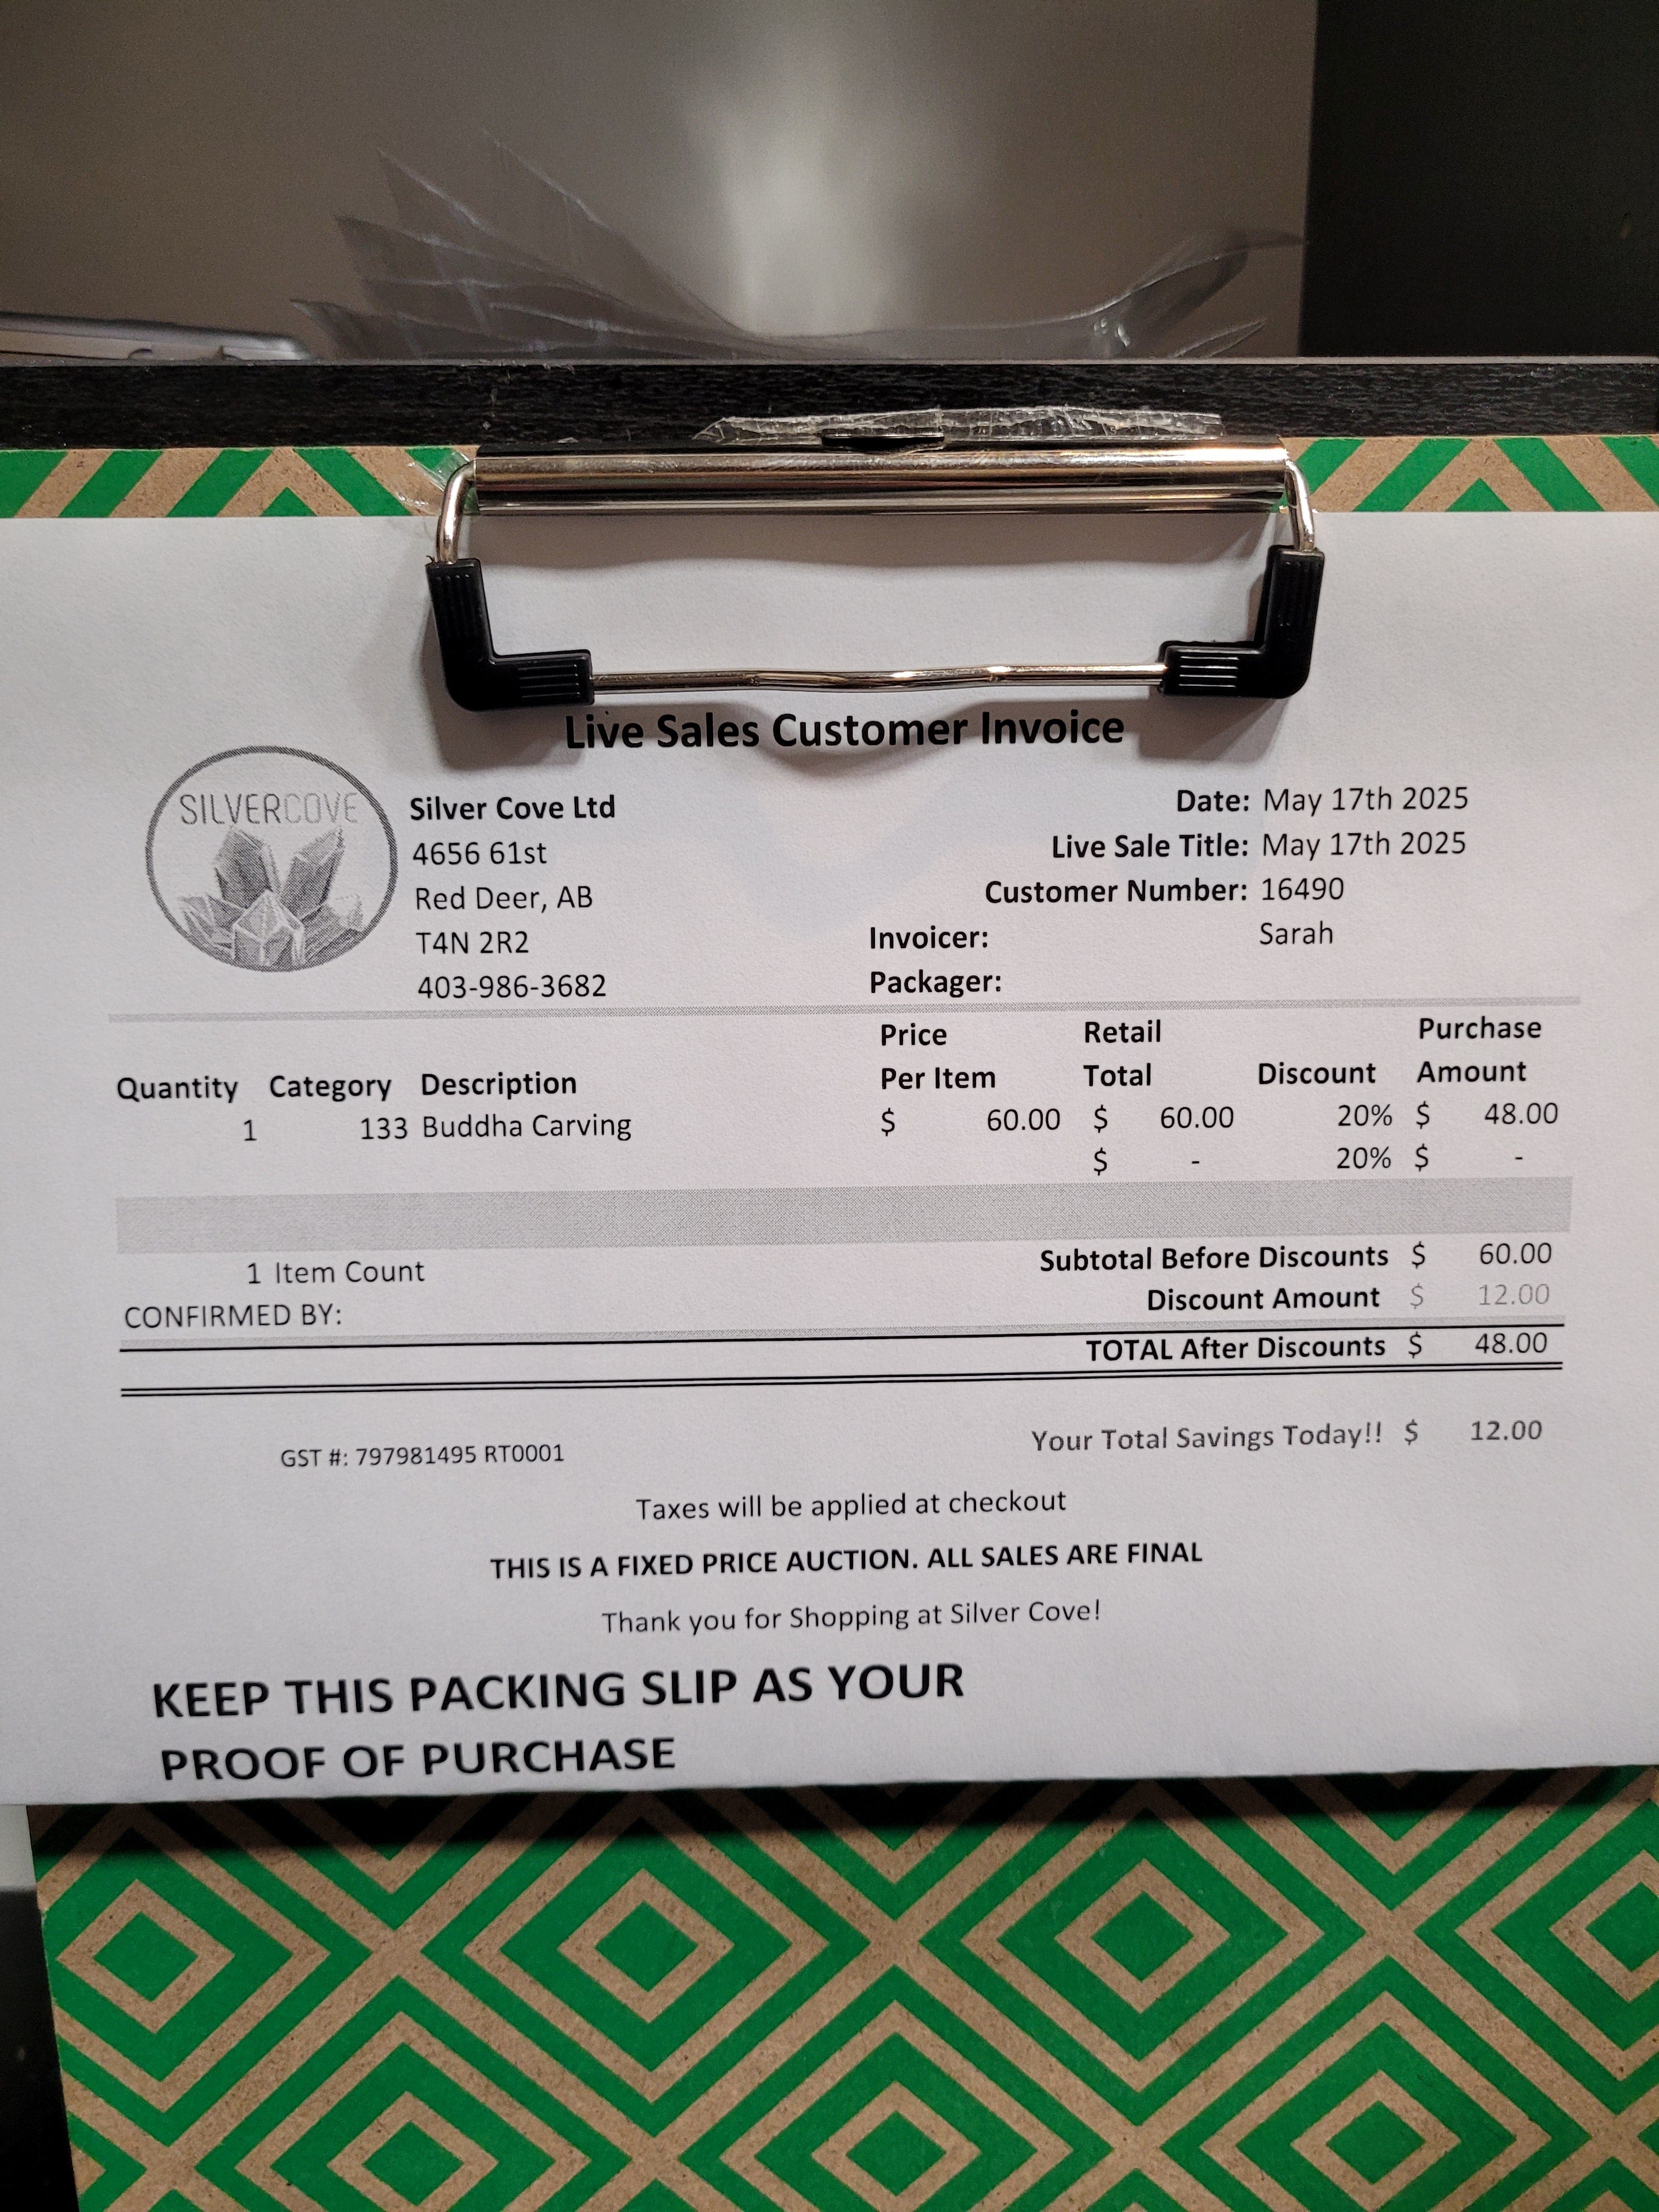 Live Sales Customer Invoice
SILVERCOVE
Silver Cove Ltd
4656 61st
Red Deer, AB
T4N 2R2
403-986-3682
Date: May 17th 2025
Live Sale Title: May 17th 2025
Customer Number: 16490
Invoicer: Sarah
Packager:
Quantity Category Description Price Per Item Retail Total Discount Purchase Amount
1 133 Buddha Carving $ 60.00 $ 60.00 20% $ 48.00
$ - 20% $ -
1 Item Count
CONFIRMED BY:
Subtotal Before Discounts $ 60.00
Discount Amount $ 12.00
TOTAL After Discounts $ 48.00
Your Total Savings Today!! $ 12.00
GST #: 797981495 RT0001
Taxes will be applied at checkout
THIS IS A FIXED PRICE AUCTION. ALL SALES ARE FINAL
Thank you for Shopping at Silver Cove!
KEEP THIS PACKING SLIP AS YOUR
PROOF OF PURCHASE